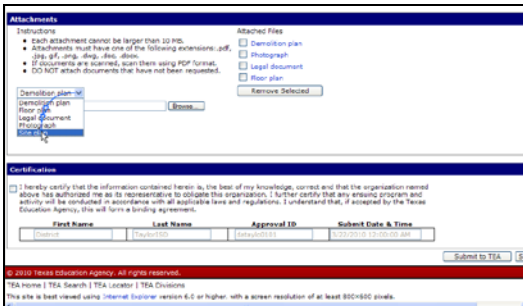 Attachments
Instructions
• Each attachment cannot be larger than 10 MB.
• Attachments must have one of the following extensions: .pdf,
.jpg, .gif, .png, .dwg, .doc, .docx.
• If documents are scanned, scan them using PDF format.
• DO NOT attach documents that have not been requested.
Attached Files
Demolition plan
Photograph
Legal document
Floor plan
Remove Selected
Demolition plan
Browse...
Demolition plan
Floor plan
Legal document
Photograph
Site plan
Certification
I hereby certify that the information contained herein is, the best of my knowledge, correct and that the organization named
above has authorized me as its representative to obligate this organization. I further certify that any ensuing program and
activity will be conducted in accordance with all applicable laws and regulations. I understand that, if accepted by the Texas
Education Agency, this will form a binding agreement.
First Name Last Name Approval ID Submit Date & Time
District TaylorISD 5/22/2010 12:00:00 AM
Submit to TEA S
© 2010 Texas Education Agency. All rights reserved.
TEA Home | TEA Search | TEA Locator | TEA Divisions
This site is best viewed using Internet Explorer version 6.0 or higher, with a screen resolution of at least 800x600 pixels.